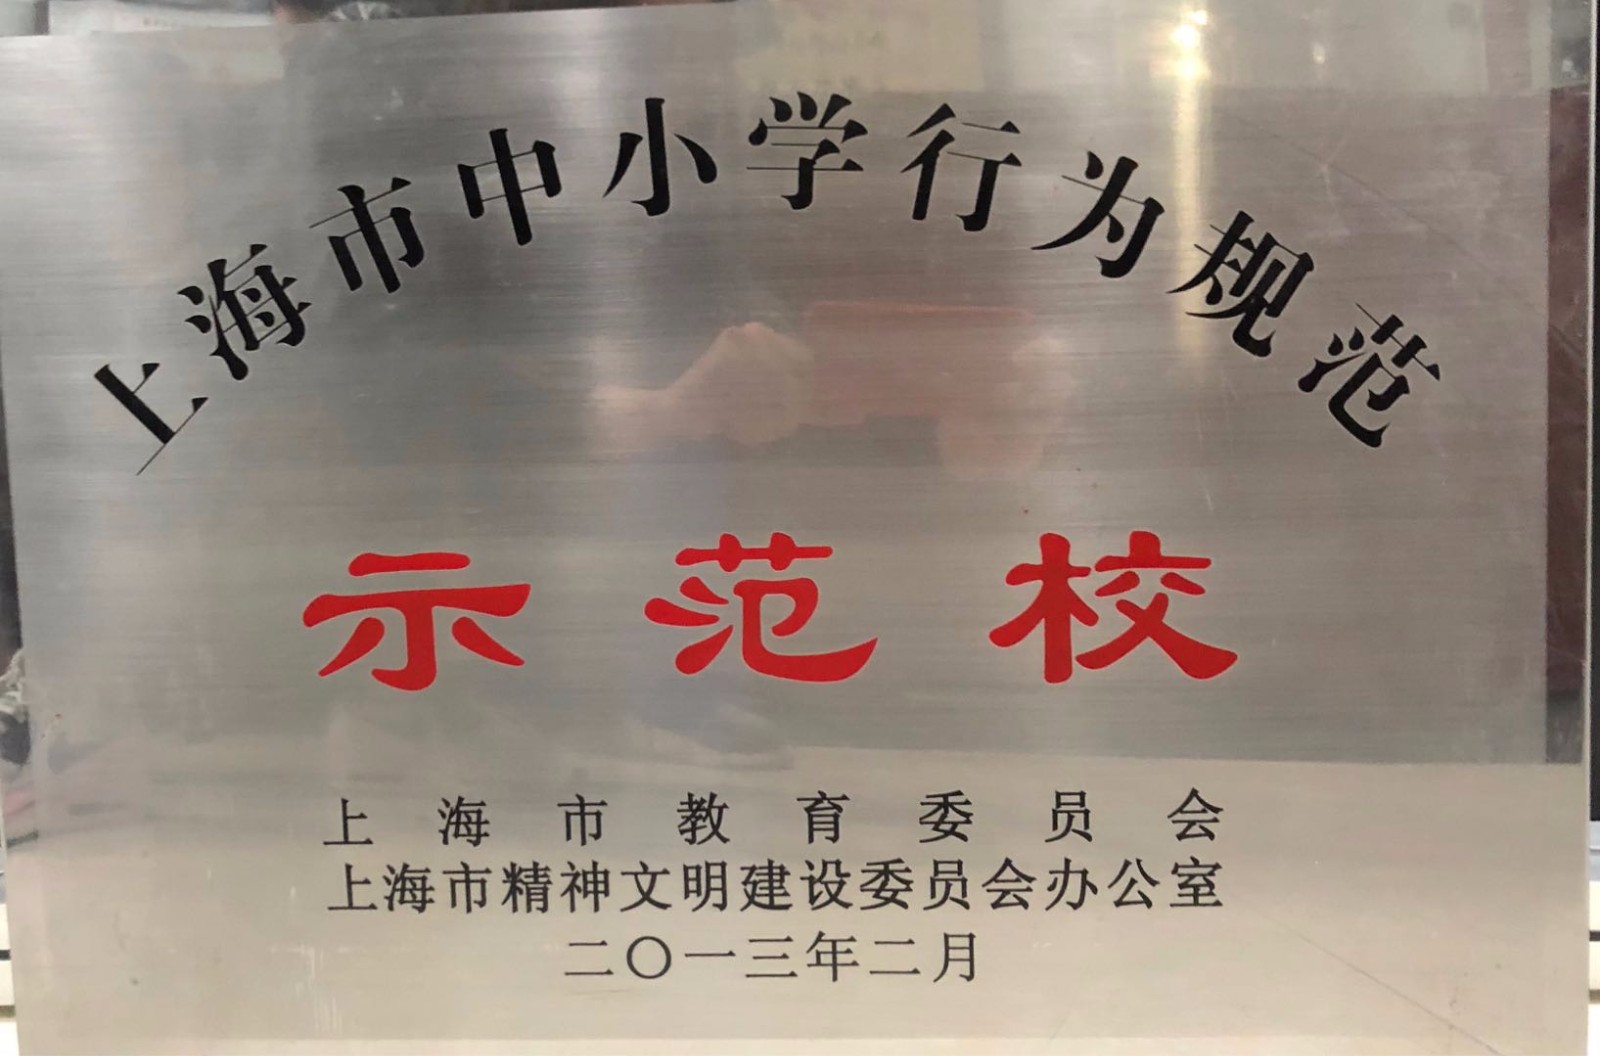 上海市中小学行为规范
示范校
上海市教育委员会
上海市精神文明建设委员会办公室
二〇一三年二月